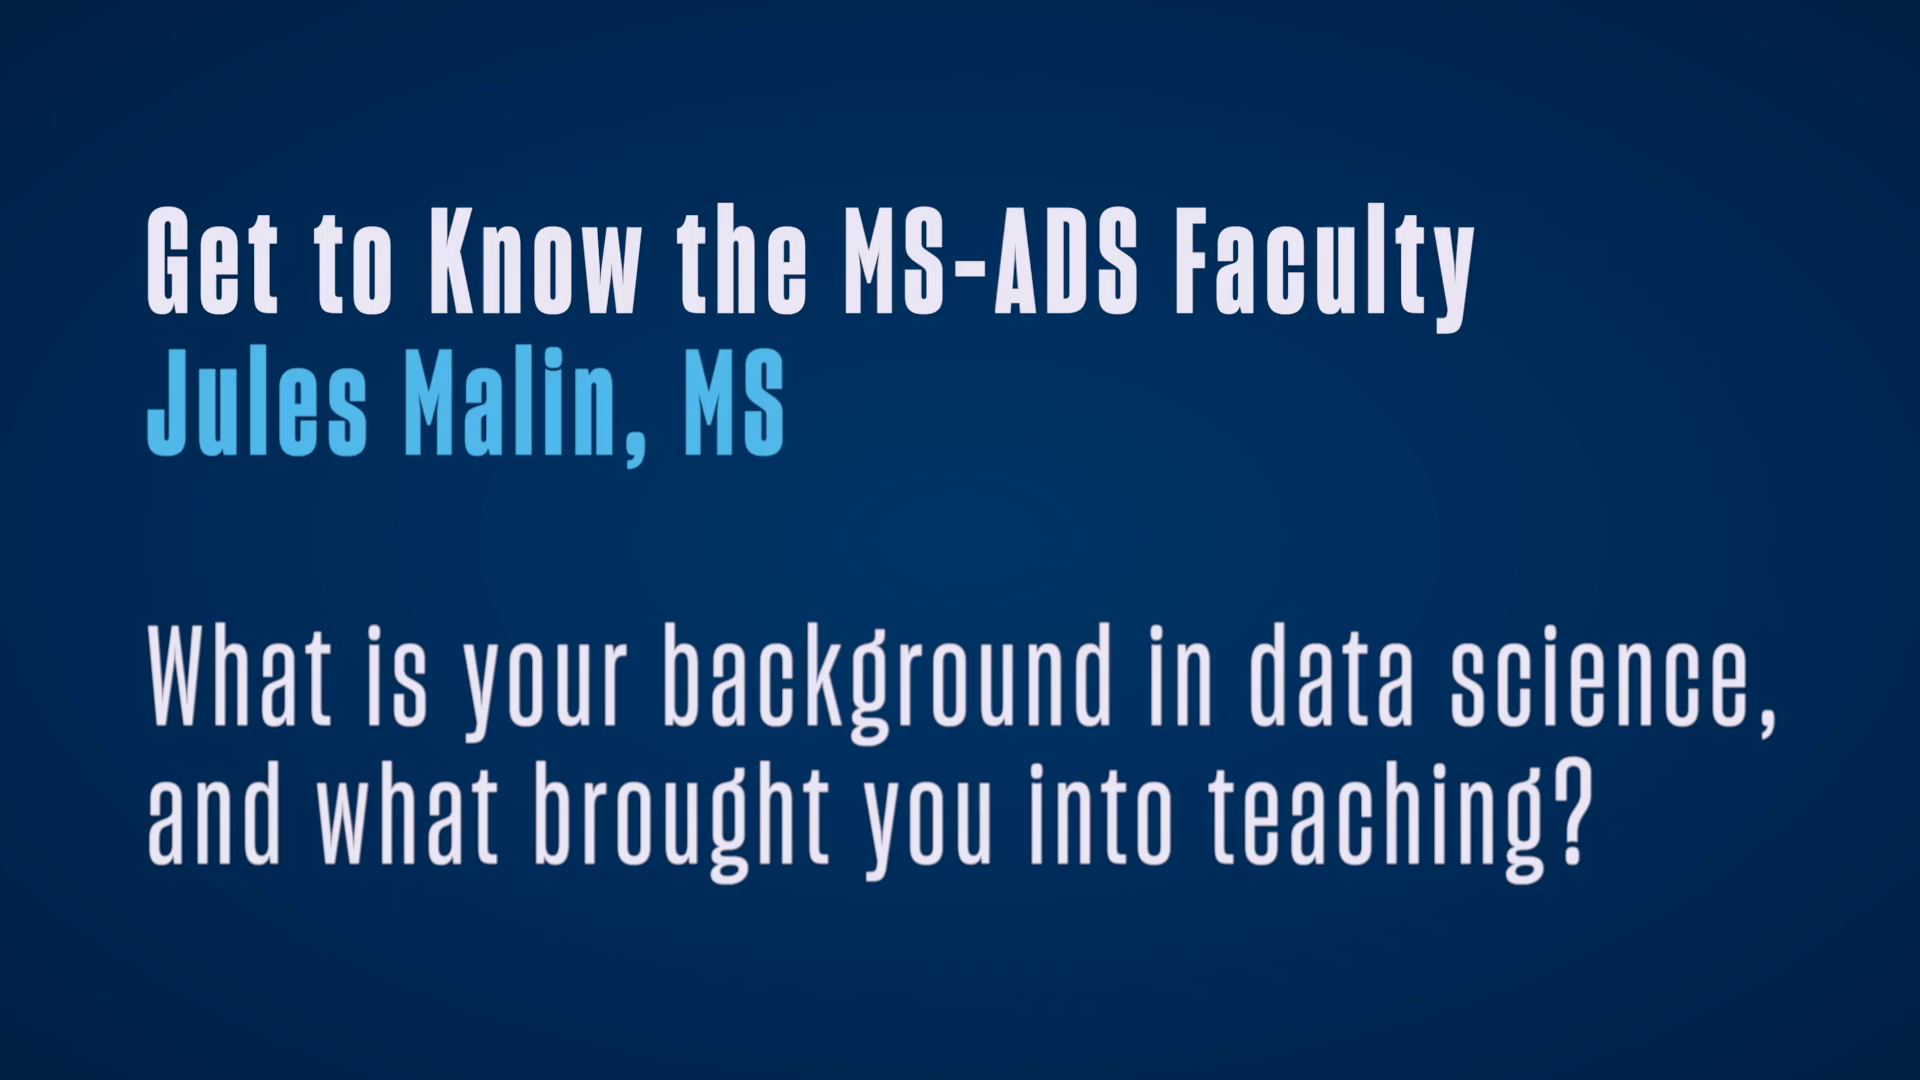 Get to Know the MS-ADS Faculty
Jules Malin, MS
What is your background in data science,
and what brought you into teaching?